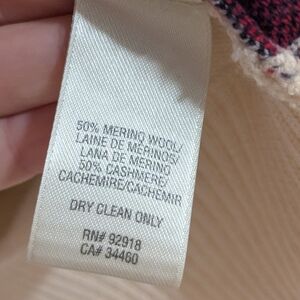 50% MERINO WOOL/
LAINE DE MERINOS/
LANA DE MERINO
50% CASHMERE/
CACHEMIRE/CACHEMIR
DRY CLEAN ONLY
RN# 92918
CA# 34460